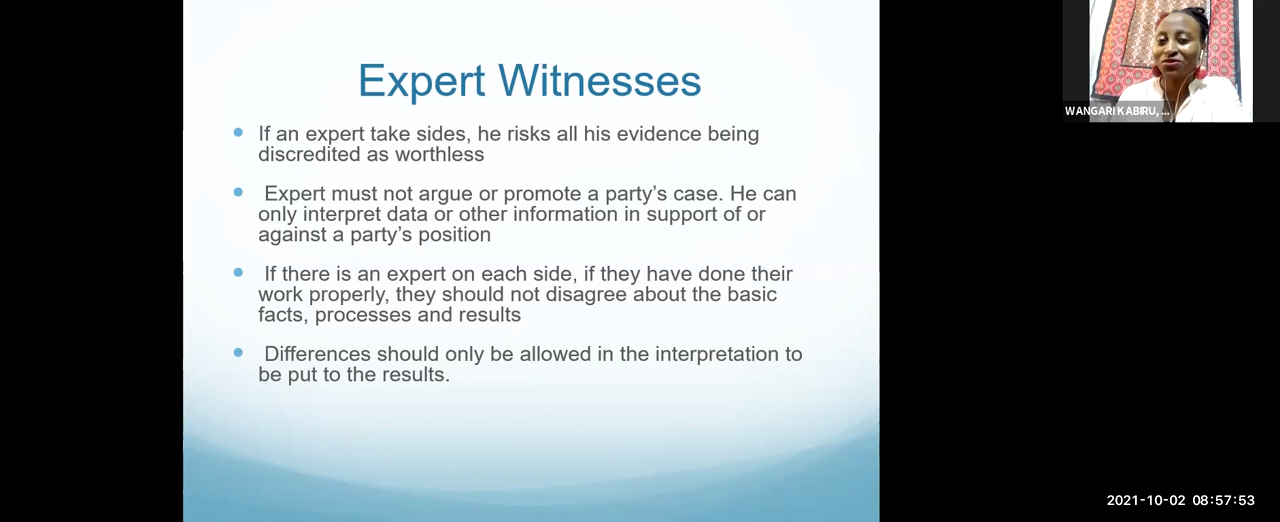 Expert Witnesses
If an expert take sides, he risks all his evidence being
discredited as worthless
Expert must not argue or promote a party's case. He can
only interpret data or other information in support of or
against a party's position
If there is an expert on each side, if they have done their
work properly, they should not disagree about the basic
facts, processes and results
Differences should only be allowed in the interpretation to
be put to the results.
WANGARI KABIRU, ...
2021-10-02 08:57:53